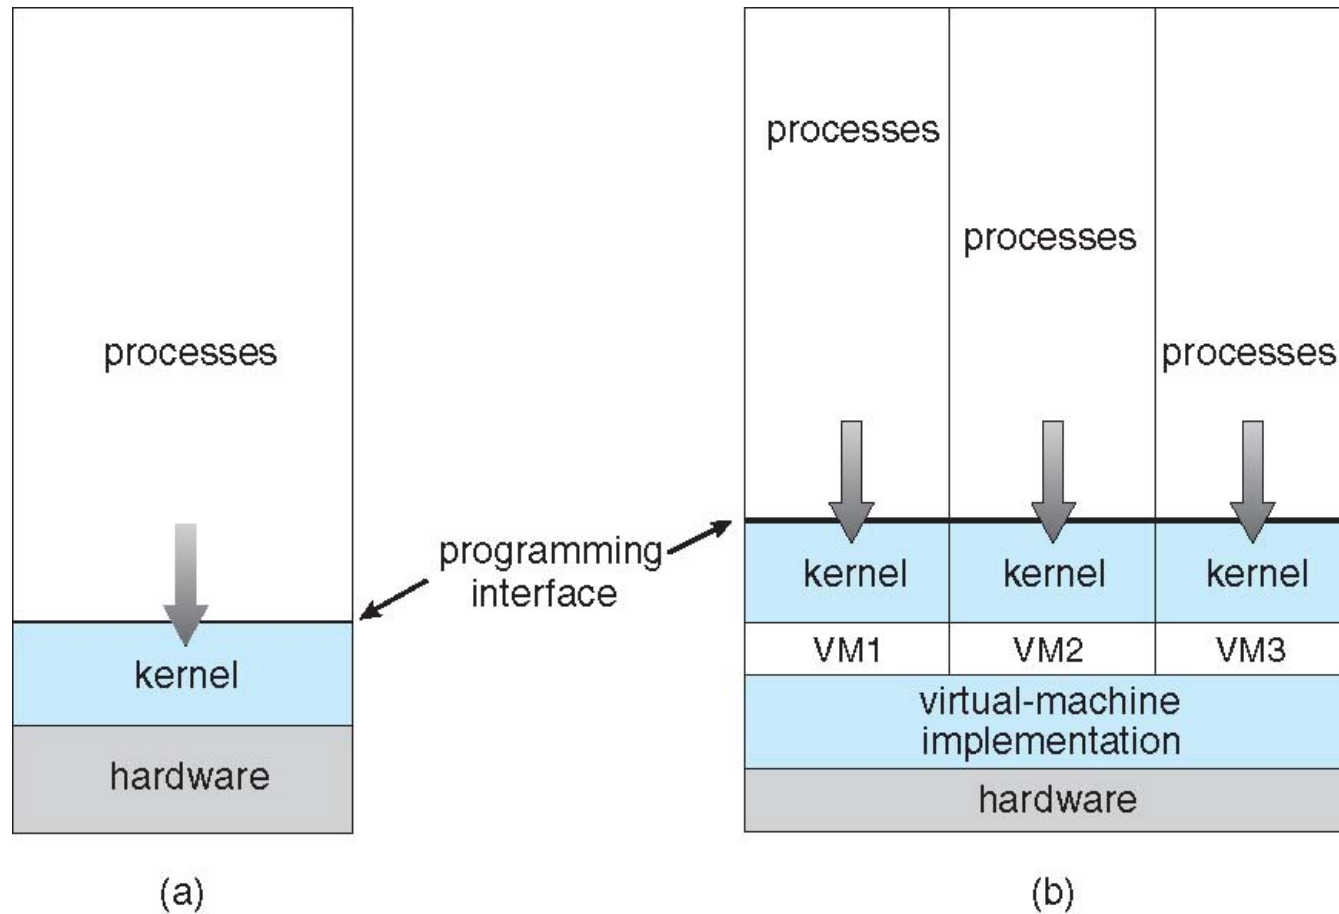 processes
kernel
hardware
(a)
programming
interface
processes
processes
processes
kernel
kernel
kernel
VM1
VM2
VM3
virtual-machine
implementation
hardware
(b)